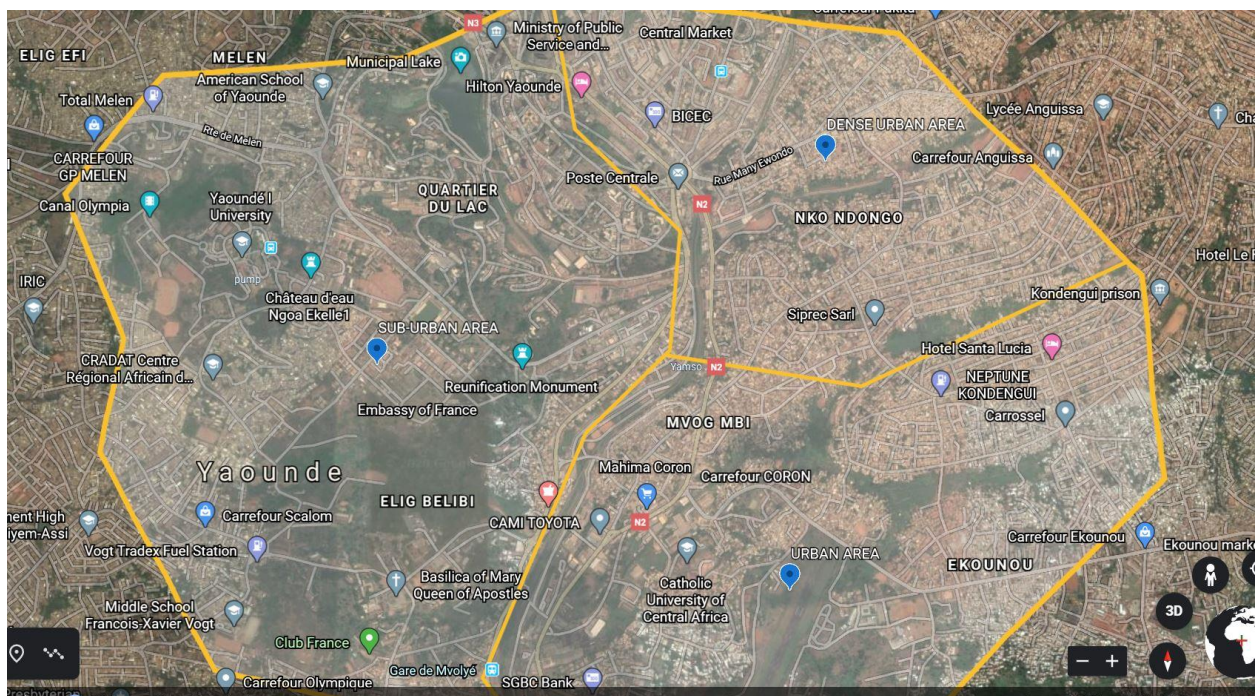 N3
Ministry of Public
Service and...
Central Market
ELIG EFI
MELEN
Municipal Lake
American School
of Yaounde
Hilton Yaounde
Total Melen
BICEC
Lycée Anguissa
DENSE URBAN AREA
Rte de Melen
Carrefour Anguissa
CARREFOUR
GP MELEN
Poste Centrale
Rue Many Ewondo
QUARTIER
DU LAC
Canal Olympia
Yaoundé I
University
N2
NKO NDONGO
Hotel Le
IRIC
pump
Kondengui prison
Château d'eau
Ngoa Ekelle1
Siprec Sarl
SUB-URBAN AREA
Hotel Santa Lucia
CRADAT Centre
Régional Africain d...
Reunification Monument
Yamso
N2
NEPTUNE
KONDENGUI
Embassy of France
Carrossel
MVOG MBI
Yaounde
Mahima Coron
Carrefour CORON
ELIG BELIBI
CAMI TOYOTA
N2
Carrefour Scalom
Carrefour Ekounou
Vogt Tradex Fuel Station
URBAN AREA
EKOUNOU
Ekounou
Basilica of Mary
Queen of Apostles
Catholic
University of
Central Africa
Middle School
Francois-Xavier Vogt
3D
Club France
Gare de Mvolyé
SGBC Bank
Carrefour Olympique